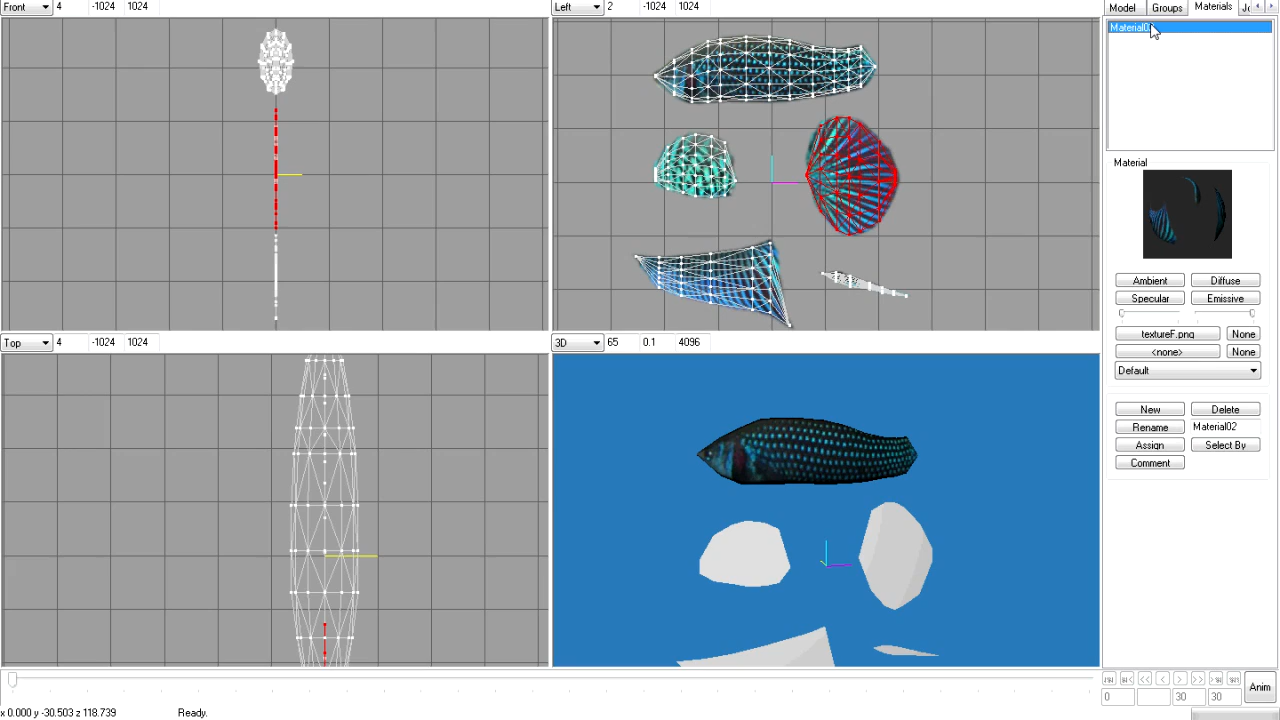 Front 4 -1024 1024 Left 2 -1024 1024 Model Groups Materials
Material
Ambient Diffuse
Specular Emissive
textureF.png None
<none> None
Default
New Delete
Rename Material02
Assign Select By
Comment
Top 4 -1024 1024 3D 65 0.1 4096
0 30 30 Anim
x 0.000 y -30.503 z 118.739 Ready.